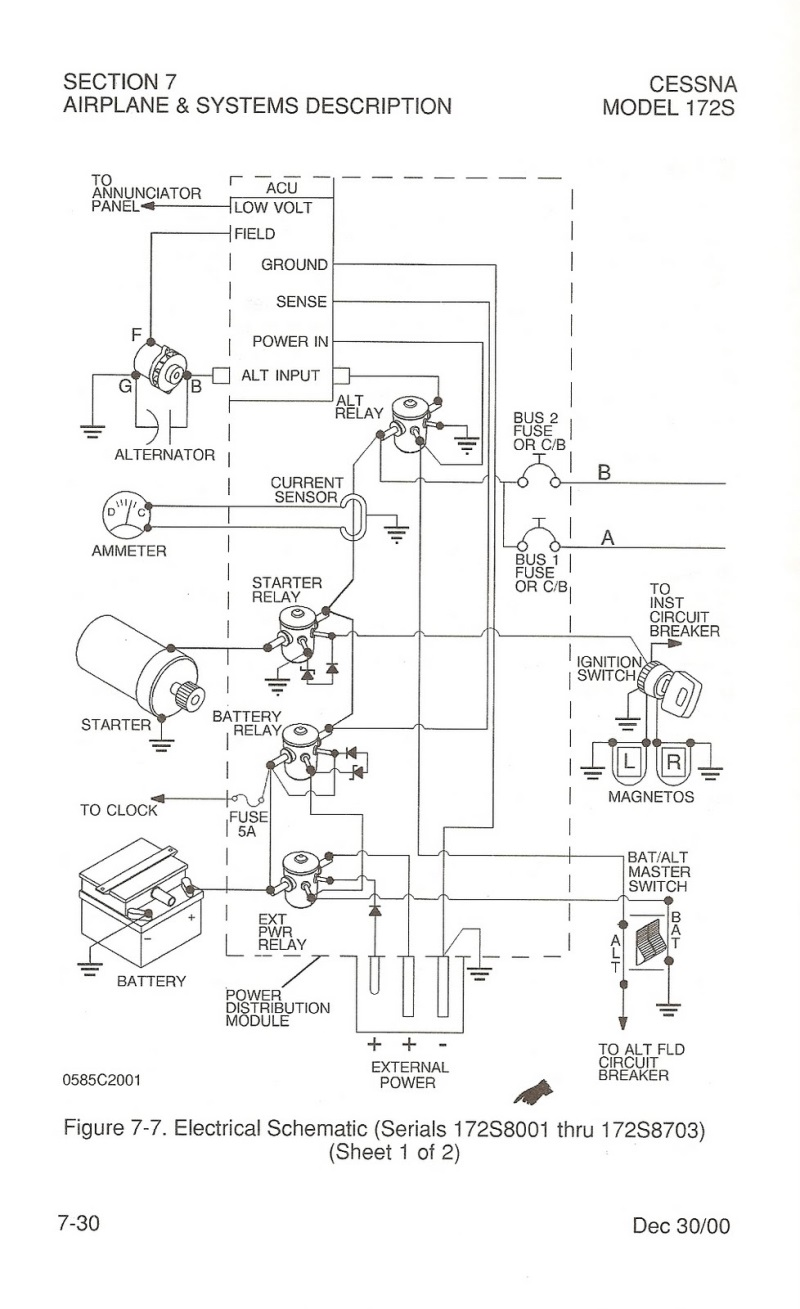 SECTION 7
AIRPLANE & SYSTEMS DESCRIPTION
CESSNA
MODEL 172S
TO
ANNUNCIATOR
PANEL
ACU
LOW VOLT
FIELD
GROUND
SENSE
POWER IN
ALT INPUT
F
G
B
ALTERNATOR
ALT
RELAY
BUS 2
FUSE
OR C/B
B
A
BUS 1
FUSE
OR C/B
CURRENT
SENSOR
D
C
AMMETER
STARTER
RELAY
TO
INST
CIRCUIT
BREAKER
IGNITION
SWITCH
STARTER
BATTERY
RELAY
L
R
MAGNETOS
TO CLOCK
FUSE
5A
BAT/ALT
MASTER
SWITCH
ALT
BAT
EXT
PWR
RELAY
-
+
BATTERY
POWER
DISTRIBUTION
MODULE
+ + -
EXTERNAL
POWER
TO ALT FLD
CIRCUIT
BREAKER
0585C2001
Figure 7-7. Electrical Schematic (Serials 172S8001 thru 172S8703)
(Sheet 1 of 2)
7-30
Dec 30/00